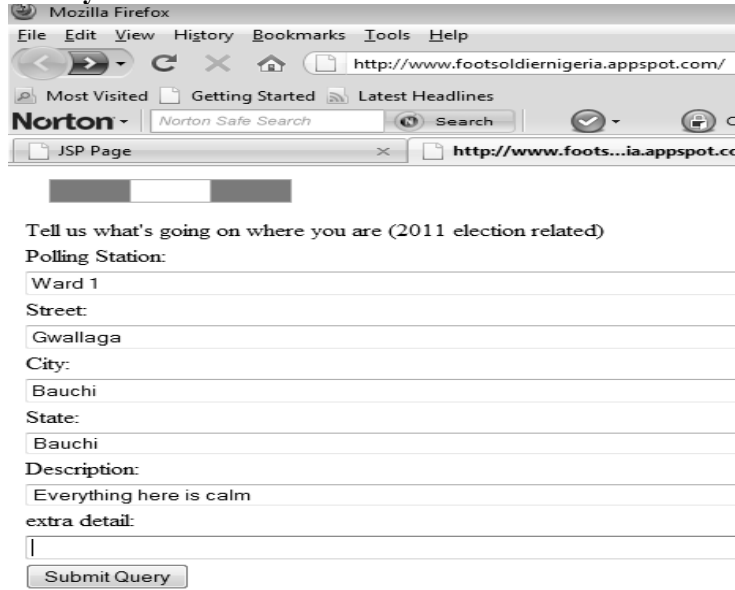 Mozilla Firefox
File Edit View History Bookmarks Tools Help
http://www.footsoldiernigeria.appspot.com/
Most Visited Getting Started Latest Headlines
Norton Norton Safe Search Search
JSP Page http://www.foots...ia.appspot.co
Tell us what's going on where you are (2011 election related)
Polling Station:
Ward 1
Street:
Gwallaga
City:
Bauchi
State:
Bauchi
Description:
Everything here is calm
extra detail:
Submit Query